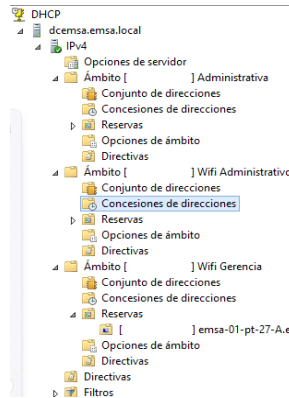 DHCP
dcemsa.emsa.local
IPv4
Opciones de servidor
Ámbito [ ] Administrativa
Conjunto de direcciones
Concesiones de direcciones
Reservas
Opciones de ámbito
Directivas
Ámbito [ ] Wifi Administrativo
Conjunto de direcciones
Concesiones de direcciones
Reservas
Opciones de ámbito
Directivas
Ámbito [ ] Wifi Gerencia
Conjunto de direcciones
Concesiones de direcciones
Reservas
[ ] emsa-01-pt-27-A.e
Opciones de ámbito
Directivas
Directivas
Filtros